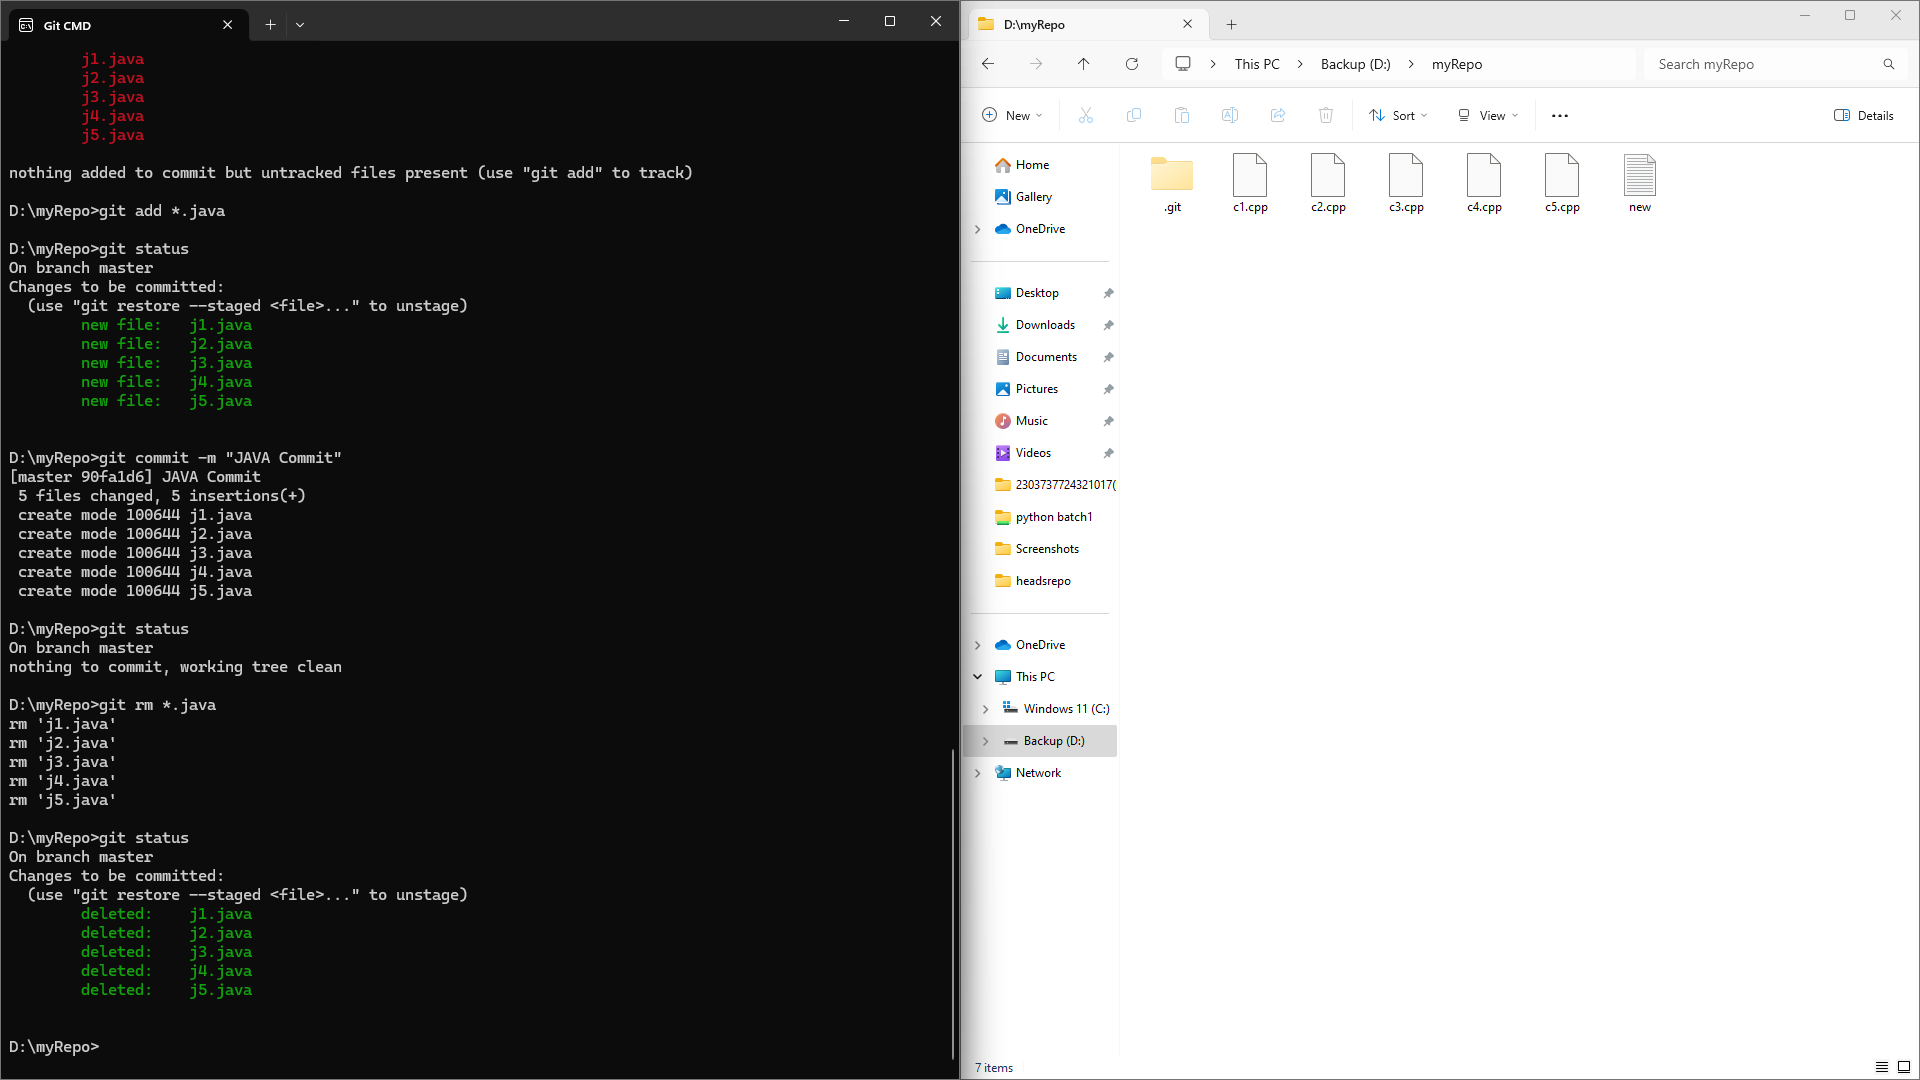 Git CMD
j1.java
j2.java
j3.java
j4.java
j5.java
nothing added to commit but untracked files present (use "git add" to track)
D:\myRepo>git add *.java
D:\myRepo>git status
On branch master
Changes to be committed:
  (use "git restore --staged <file>..." to unstage)
new file:   j1.java
new file:   j2.java
new file:   j3.java
new file:   j4.java
new file:   j5.java
D:\myRepo>git commit -m "JAVA Commit"
[master 90fa1d6] JAVA Commit
 5 files changed, 5 insertions(+)
 create mode 100644 j1.java
 create mode 100644 j2.java
 create mode 100644 j3.java
 create mode 100644 j4.java
 create mode 100644 j5.java
D:\myRepo>git status
On branch master
nothing to commit, working tree clean
D:\myRepo>git rm *.java
rm 'j1.java'
rm 'j2.java'
rm 'j3.java'
rm 'j4.java'
rm 'j5.java'
D:\myRepo>git status
On branch master
Changes to be committed:
  (use "git restore --staged <file>..." to unstage)
deleted:    j1.java
deleted:    j2.java
deleted:    j3.java
deleted:    j4.java
deleted:    j5.java
D:\myRepo>
D:\myRepo
This PC > Backup (D:) > myRepo
Search myRepo
New
Sort
View
Details
Home
Gallery
OneDrive
Desktop
Downloads
Documents
Pictures
Music
Videos
2303737724321017(
python batch1
Screenshots
headsrepo
OneDrive
This PC
Windows 11 (C:)
Backup (D:)
Network
.git
c1.cpp
c2.cpp
c3.cpp
c4.cpp
c5.cpp
new
7 items